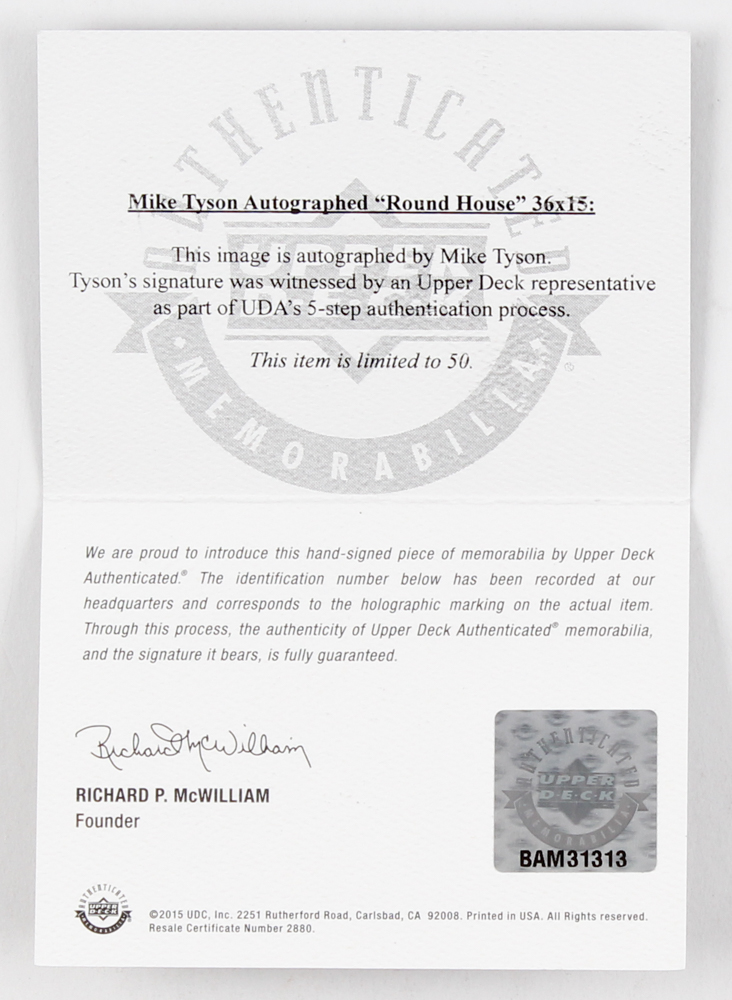 AUTHENTICATED
Mike Tyson Autographed “Round House” 36x15:
This image is autographed by Mike Tyson.
Tyson’s signature was witnessed by an Upper Deck representative
as part of UDA’s 5-step authentication process.
This item is limited to 50.
UPPER
DECK
MEMORABILIA
®
We are proud to introduce this hand-signed piece of memorabilia by Upper Deck
Authenticated.® The identification number below has been recorded at our
headquarters and corresponds to the holographic marking on the actual item.
Through this process, the authenticity of Upper Deck Authenticated® memorabilia,
and the signature it bears, is fully guaranteed.
Richard McWilliam
RICHARD P. McWILLIAM
Founder
AUTHENTICATED
UPPER
D·E·C·K
MEMORABILIA
BAM31313
AUTHENTICATED
UPPER
DECK
MEMORABILIA
©2015 UDC, Inc. 2251 Rutherford Road, Carlsbad, CA 92008. Printed in USA. All Rights reserved.
Resale Certificate Number 2880.